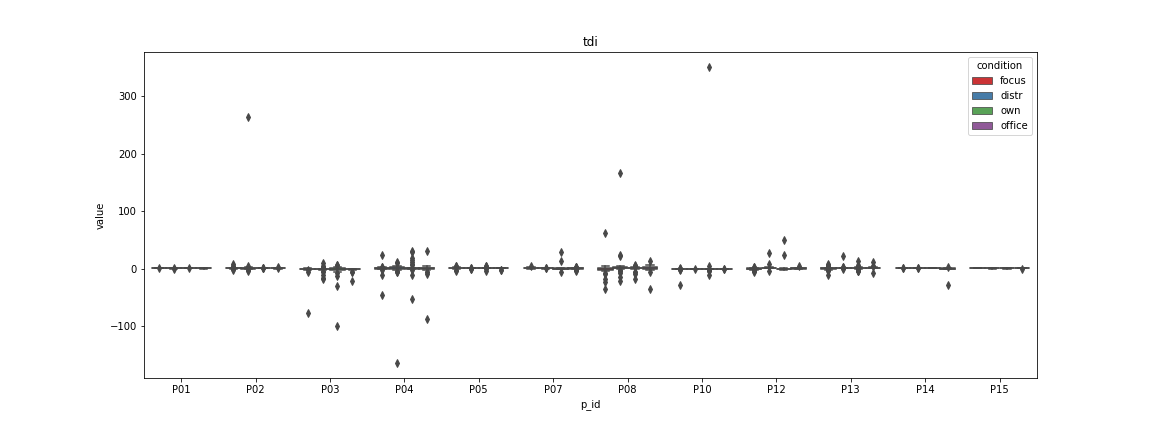 tdi
condition
focus
distr
own
office
300
200
100
0
−100
value
P01 P02 P03 P04 P05 P07 P08 P10 P12 P13 P14 P15
p_id